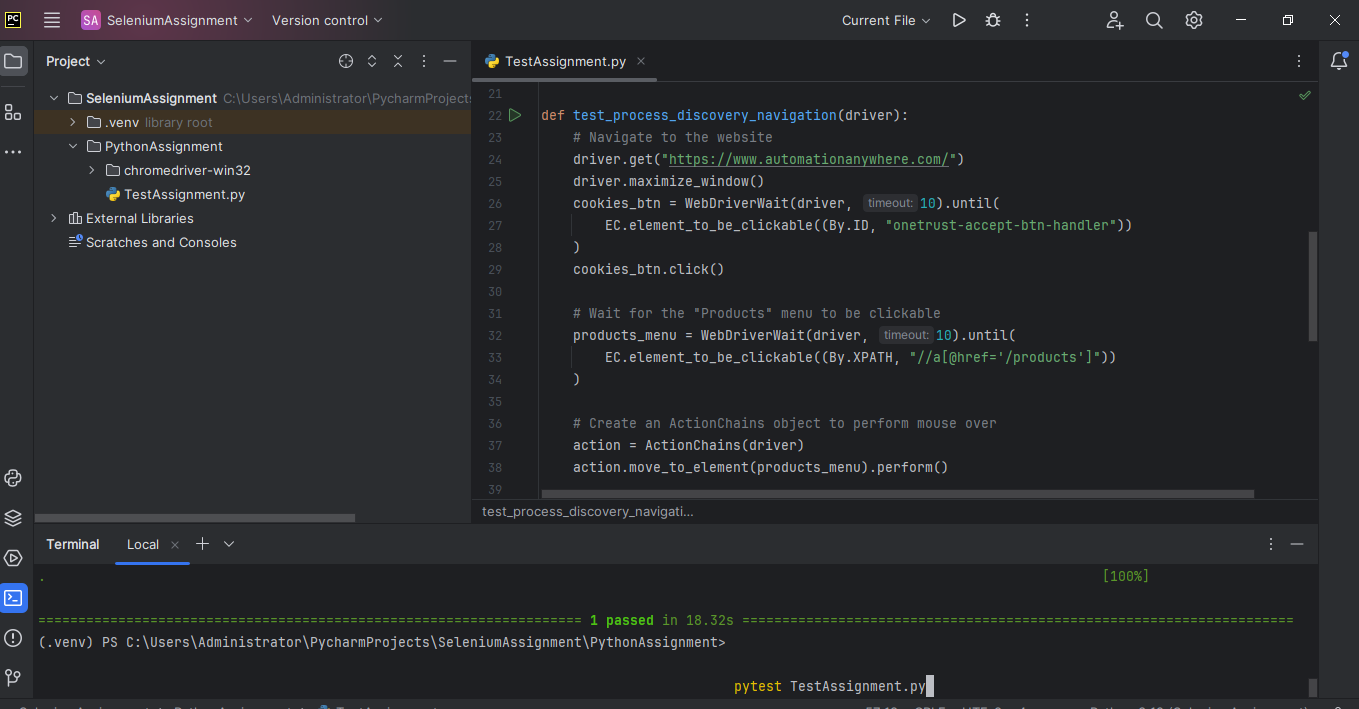 PC SA SeleniumAssignment Version control Current File
Project
TestAssignment.py
SeleniumAssignment C:\Users\Administrator\PycharmProjects
.venv library root
PythonAssignment
chromedriver-win32
TestAssignment.py
External Libraries
Scratches and Consoles
21
22 def test_process_discovery_navigation(driver):
23 # Navigate to the website
24 driver.get("https://www.automationanywhere.com/")
25 driver.maximize_window()
26 cookies_btn = WebDriverWait(driver, timeout: 10).until(
27 EC.element_to_be_clickable((By.ID, "onetrust-accept-btn-handler"))
28 )
29 cookies_btn.click()
30
31 # Wait for the "Products" menu to be clickable
32 products_menu = WebDriverWait(driver, timeout: 10).until(
33 EC.element_to_be_clickable((By.XPATH, "//a[@href='/products']"))
34 )
35
36 # Create an ActionChains object to perform mouse over
37 action = ActionChains(driver)
38 action.move_to_element(products_menu).perform()
39
test_process_discovery_navigati...
Terminal Local
. [100%]
==================================================================== 1 passed in 18.32s =====================================================================
(.venv) PS C:\Users\Administrator\PycharmProjects\SeleniumAssignment\PythonAssignment>
pytest TestAssignment.py